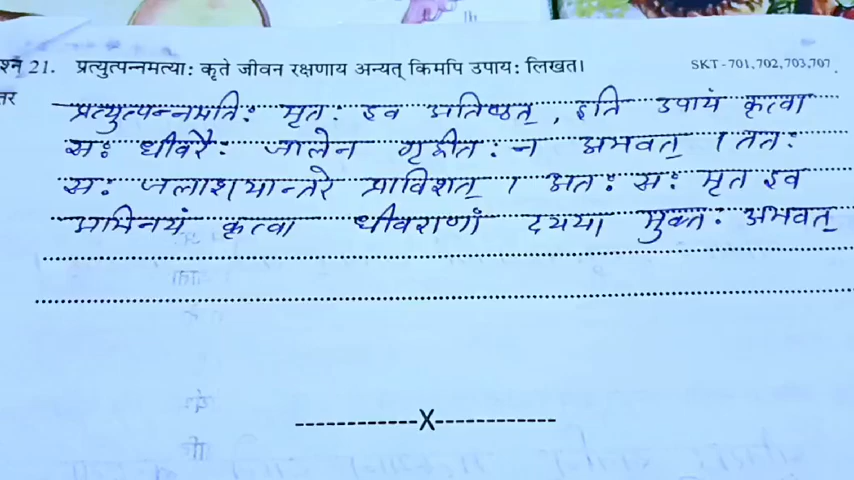 श्न 21. प्रत्युत्पन्नमत्या: कृते जीवन रक्षणाय अन्यत् किमपि उपाय: लिखत। SKT-701,702,703,707
तर
प्रत्युत्पन्नमति: मृत: इव अतिष्ठत्, इति उपायं कृत्वा
स: धीवरै: जालेन गृहीत: न अभवत् । तत:
स: जलाशयान्तरे प्राविशत् । अत: स: मृत इव
अभिनयं कृत्वा धीवराणां दयया मुक्त: अभवत्
------------X------------